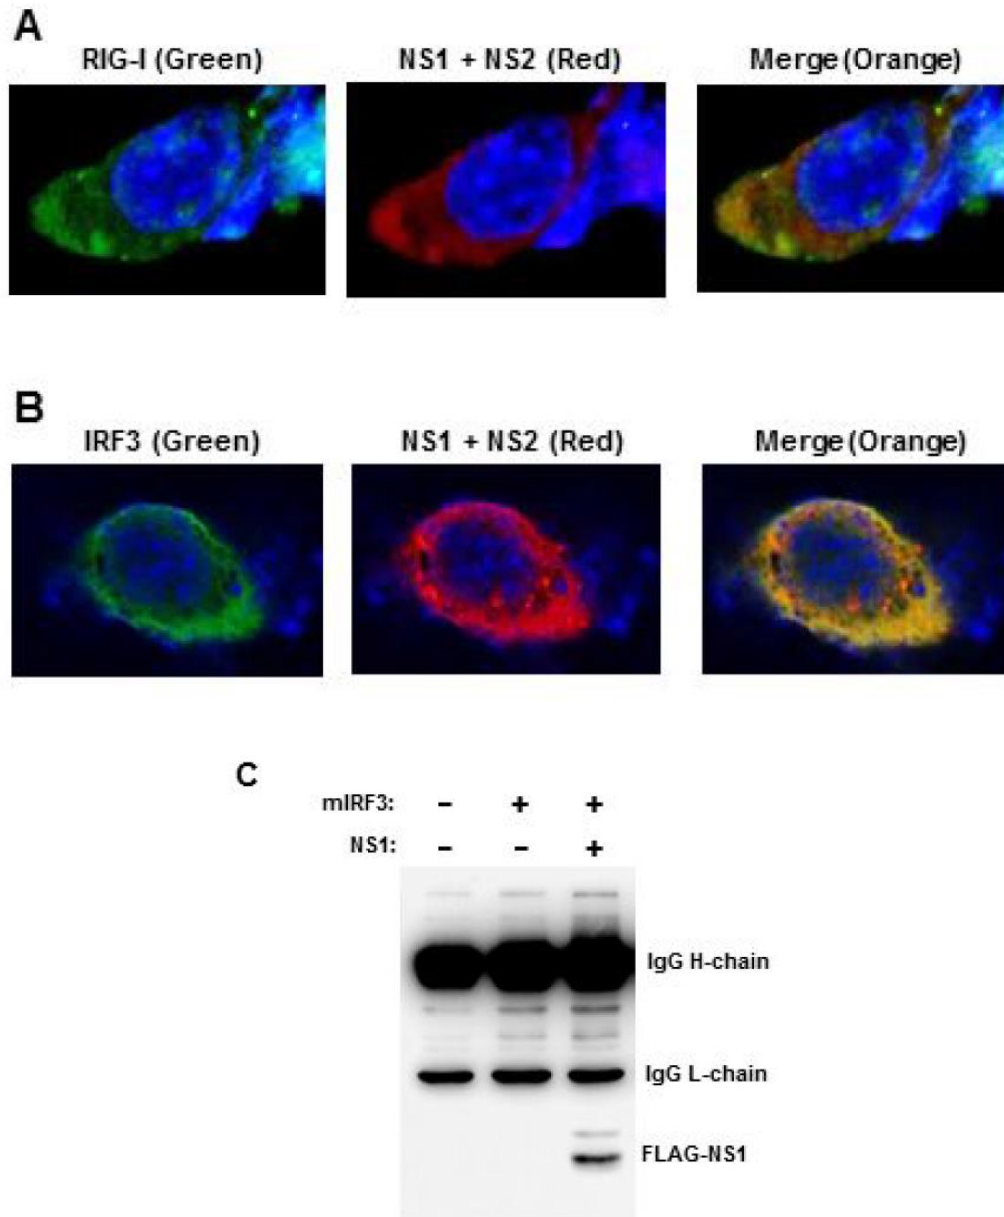 A
RIG-I (Green) NS1 + NS2 (Red) Merge(Orange)
B
IRF3 (Green) NS1 + NS2 (Red) Merge(Orange)
C
mIRF3: - + +
NS1: - - +
IgG H-chain
IgG L-chain
FLAG-NS1